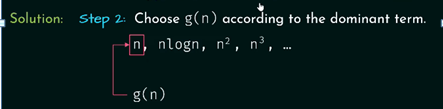 Solution: Step 2: Choose g(n) according to the dominant term.
n, nlogn, n², n³, …
g(n)